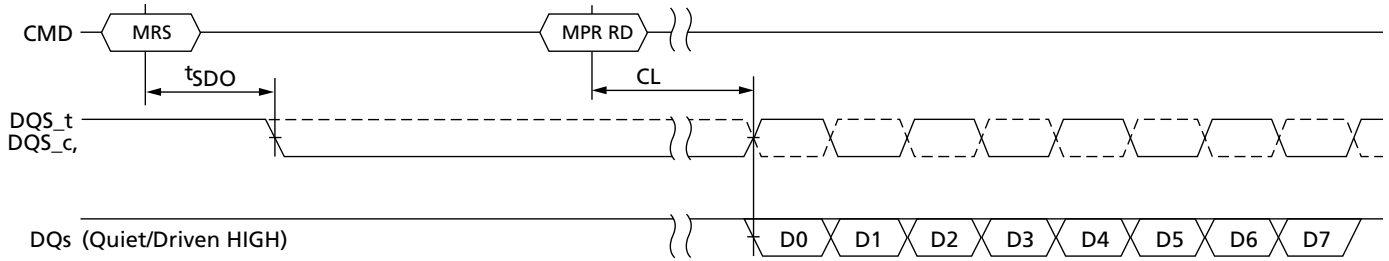 CMD MRS MPR RD
tSDO CL
DQS_t
DQS_c,
DQs (Quiet/Driven HIGH) D0 D1 D2 D3 D4 D5 D6 D7